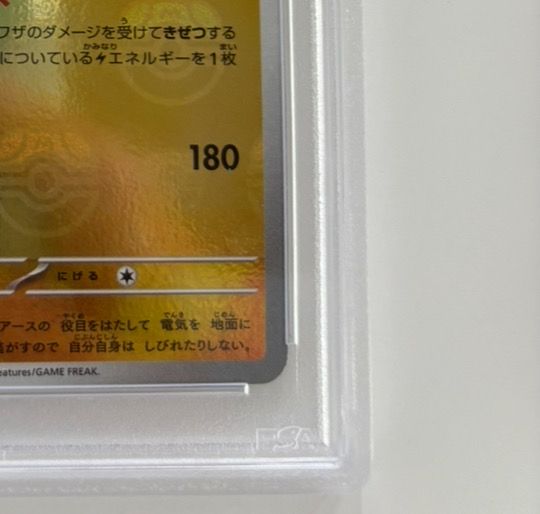 ワザのダメージを受けてきぜつする
についているエネルギーを1枚
180
にげる
アースの 役目をはたして 電気を 地面に
がすので 自分自身は しびれたりしない。
eatures/GAME FREAK.
PSA